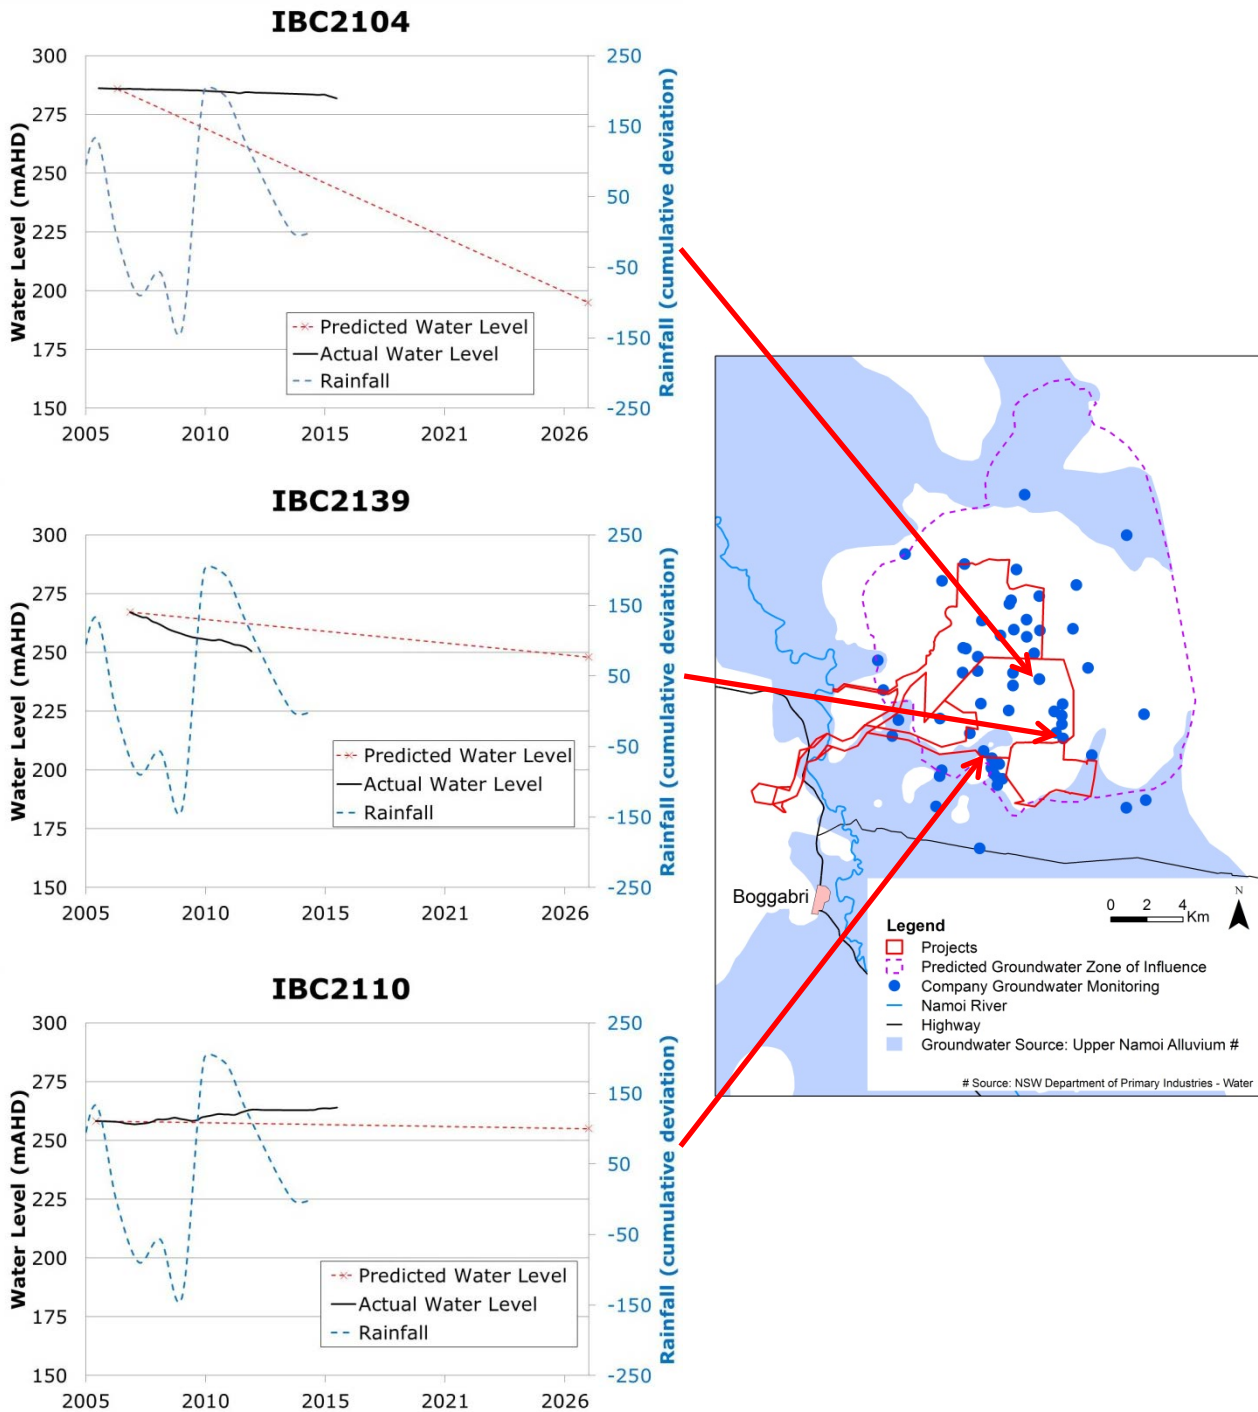 IBC2104
300
275
250
225
200
175
150
Water Level (mAHD)
250
150
50
-50
-150
-250
Rainfall (cumulative deviation)
Predicted Water Level
Actual Water Level
Rainfall
2005 2010 2015 2021 2026
IBC2139
300
275
250
225
200
175
150
Water Level (mAHD)
250
150
50
-50
-150
-250
Rainfall (cumulative deviation)
Predicted Water Level
Actual Water Level
Rainfall
2005 2010 2015 2021 2026
IBC2110
300
275
250
225
200
175
150
Water Level (mAHD)
250
150
50
-50
-150
-250
Rainfall (cumulative deviation)
Predicted Water Level
Actual Water Level
Rainfall
2005 2010 2015 2021 2026
Boggabri
0 2 4 Km
N
Legend
Projects
Predicted Groundwater Zone of Influence
Company Groundwater Monitoring
Namoi River
Highway
Groundwater Source: Upper Namoi Alluvium #
# Source: NSW Department of Primary Industries - Water